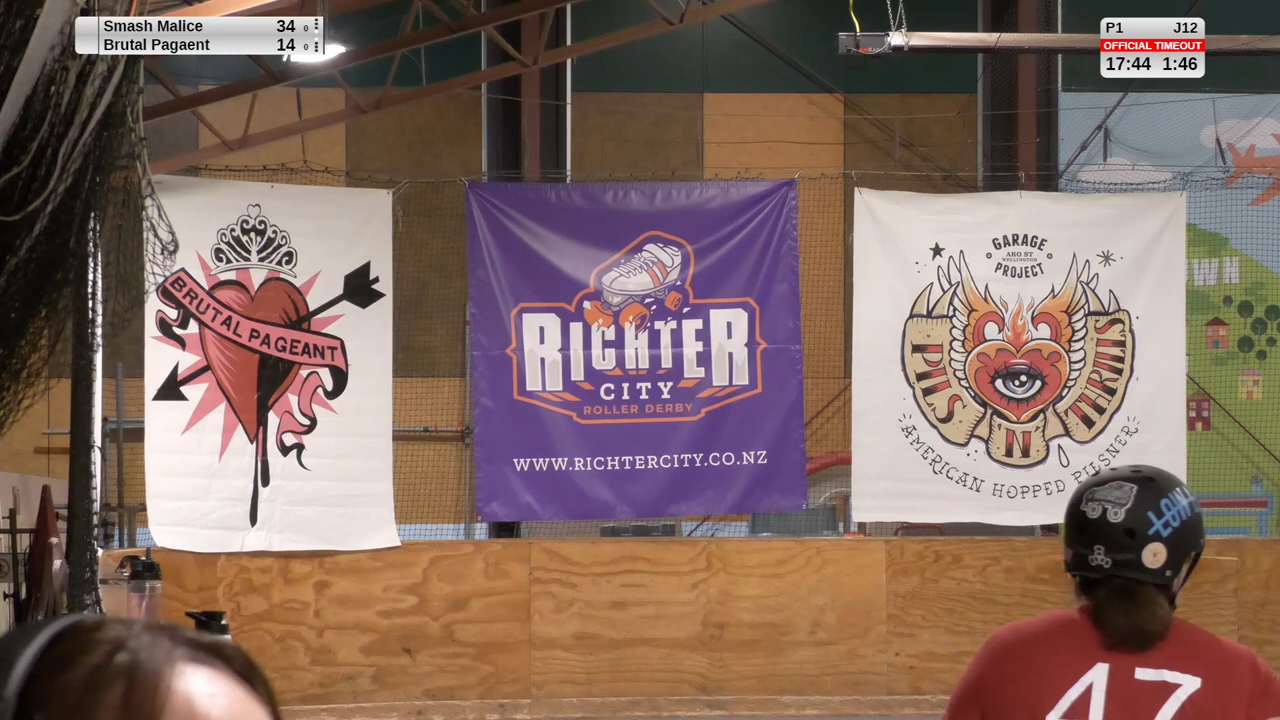 Smash Malice 34 0
Brutal Pagaent 14 0
P1 J12
OFFICIAL TIMEOUT
17:44 1:46
BRUTAL PAGEANT
RICHTER
CITY
ROLLER DERBY
WWW.RICHTERCITY.CO.NZ
GARAGE
ARO ST
WELLINGTON
PROJECT
PILS
N
THRILLS
AMERICAN HOPPED PILSNER
47